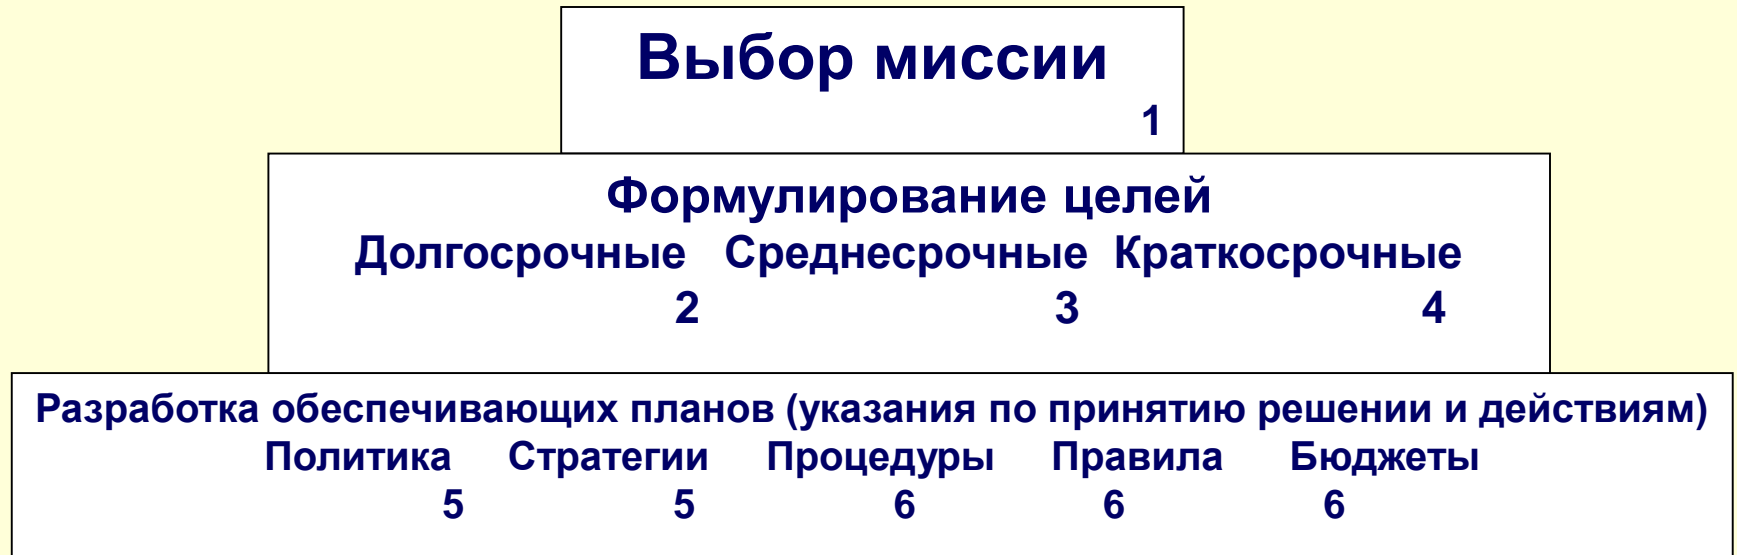 Выбор миссии
1
Формулирование целей
Долгосрочные Среднесрочные Краткосрочные
2 3 4
Разработка обеспечивающих планов (указания по принятию решении и действиям)
Политика Стратегии Процедуры Правила Бюджеты
5 5 6 6 6